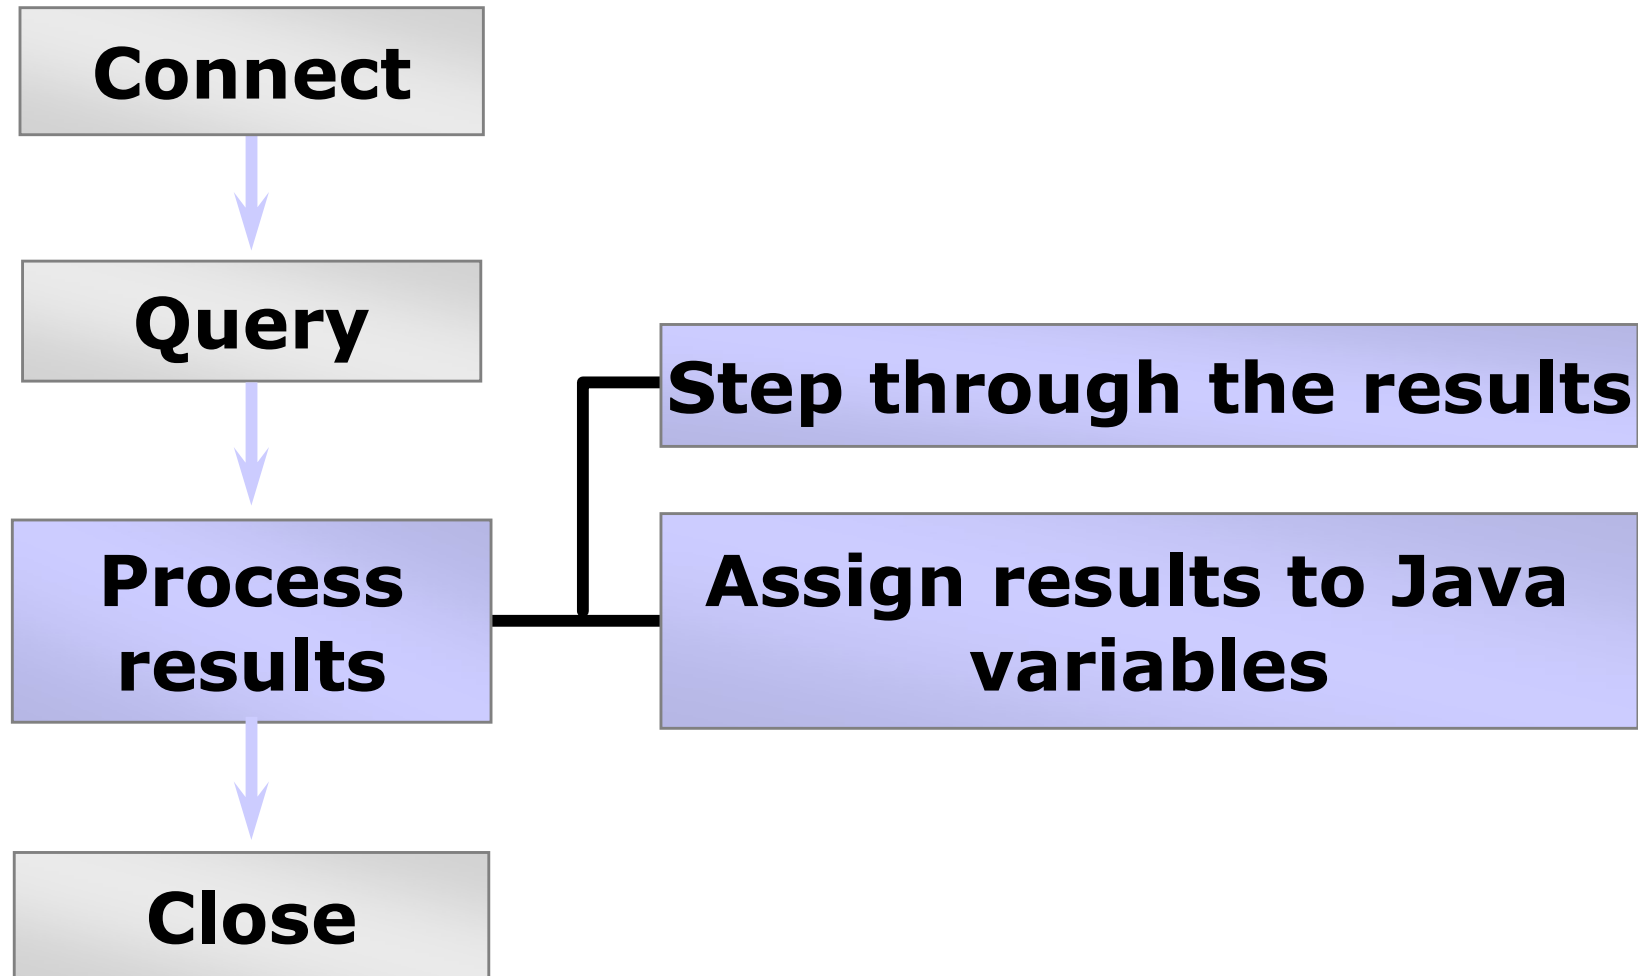 Connect
Query
Step through the results
Process
results
Assign results to Java
variables
Close